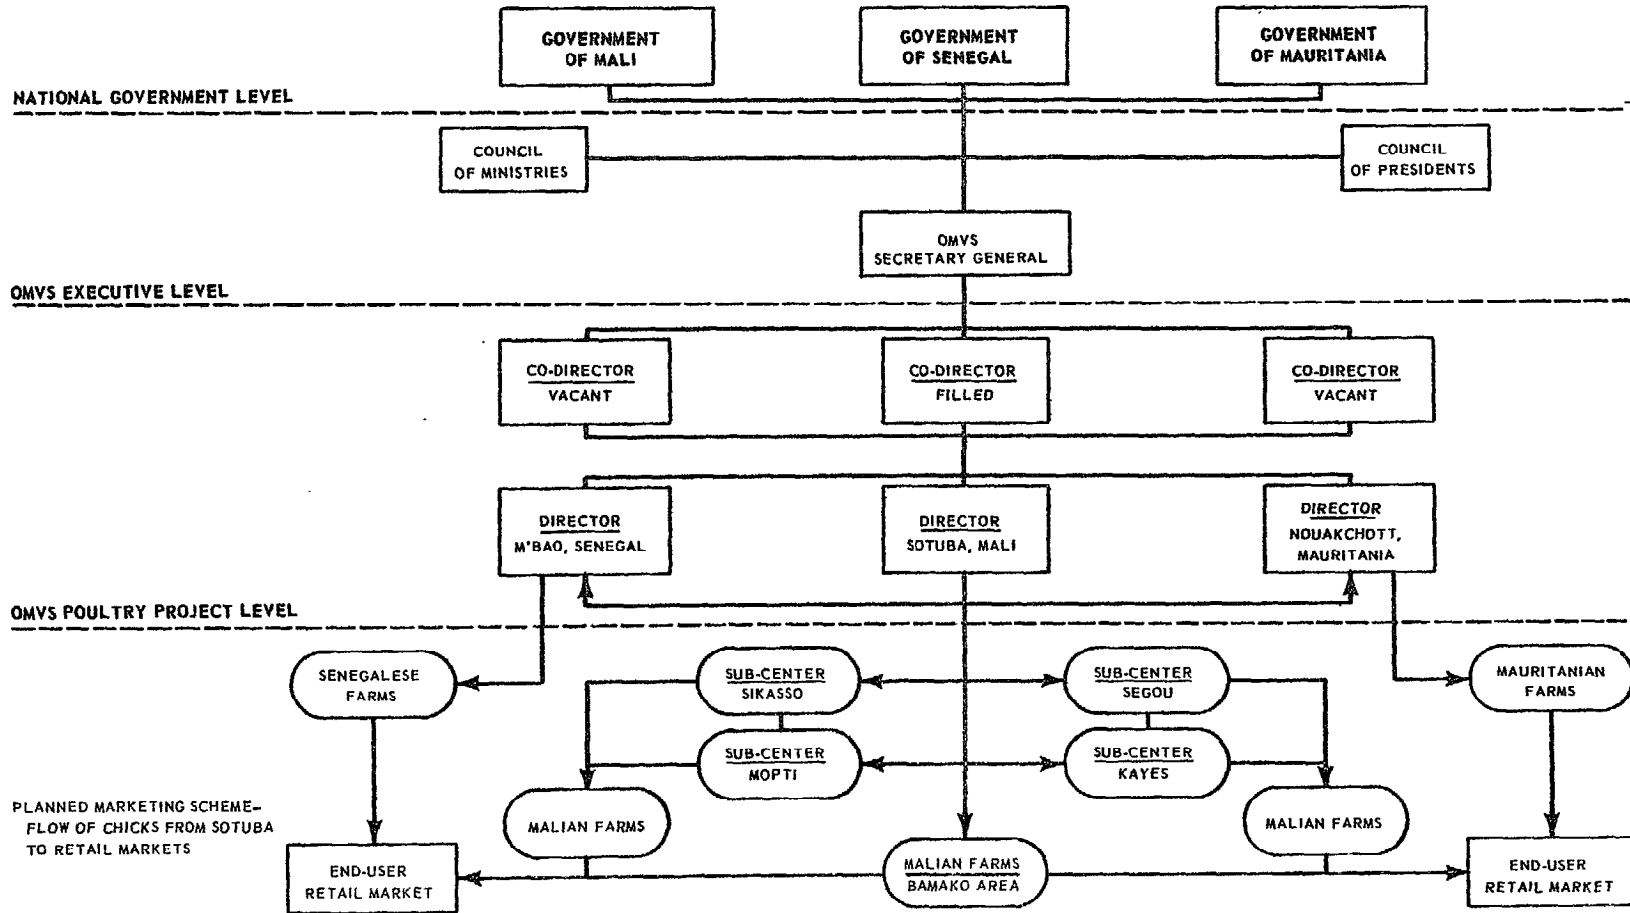 GOVERNMENT
OF MALI
GOVERNMENT
OF SENEGAL
GOVERNMENT
OF MAURITANIA
NATIONAL GOVERNMENT LEVEL
COUNCIL
OF MINISTRIES
COUNCIL
OF PRESIDENTS
OMVS
SECRETARY GENERAL
OMVS EXECUTIVE LEVEL
CO-DIRECTOR
VACANT
CO-DIRECTOR
FILLED
CO-DIRECTOR
VACANT
DIRECTOR
M'BAO, SENEGAL
DIRECTOR
SOTUBA, MALI
DIRECTOR
NOUAKCHOTT,
MAURITANIA
OMVS POULTRY PROJECT LEVEL
SENEGALESE
FARMS
SUB-CENTER
SIKASSO
SUB-CENTER
SEGOU
MAURITANIAN
FARMS
SUB-CENTER
MOPTI
SUB-CENTER
KAYES
PLANNED MARKETING SCHEME-
FLOW OF CHICKS FROM SOTUBA
TO RETAIL MARKETS
MALIAN FARMS
MALIAN FARMS
END-USER
RETAIL MARKET
MALIAN FARMS
BAMAKO AREA
END-USER
RETAIL MARKET